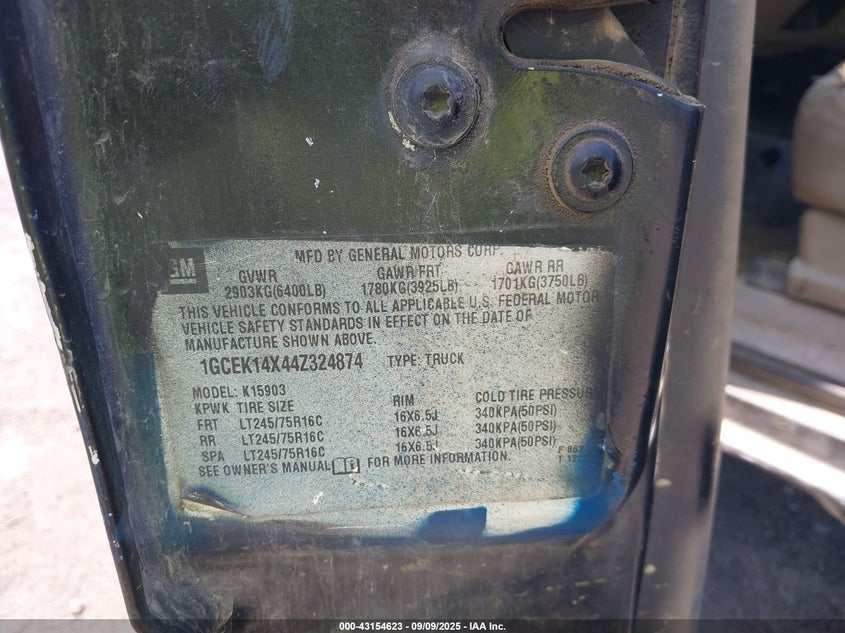 GM
MFD BY GENERAL MOTORS CORP.
GVWR GAWR FRT GAWR RR
2903KG(6400LB) 1780KG(3925LB) 1701KG(3750LB)
THIS VEHICLE CONFORMS TO ALL APPLICABLE U.S. FEDERAL MOTOR
VEHICLE SAFETY STANDARDS IN EFFECT ON THE DATE OF
MANUFACTURE SHOWN ABOVE.
1GCEK14X44Z324874 TYPE: TRUCK
MODEL: K15903
KPWK TIRE SIZE RIM COLD TIRE PRESSURE
FRT LT245/75R16C 16X6.5J 340KPA(50PSI)
RR LT245/75R16C 16X6.5J 340KPA(50PSI)
SPA LT245/75R16C 16X6.5J 340KPA(50PSI)
SEE OWNER'S MANUAL FOR MORE INFORMATION.
000-43154623 - 09/09/2025 - IAA Inc.